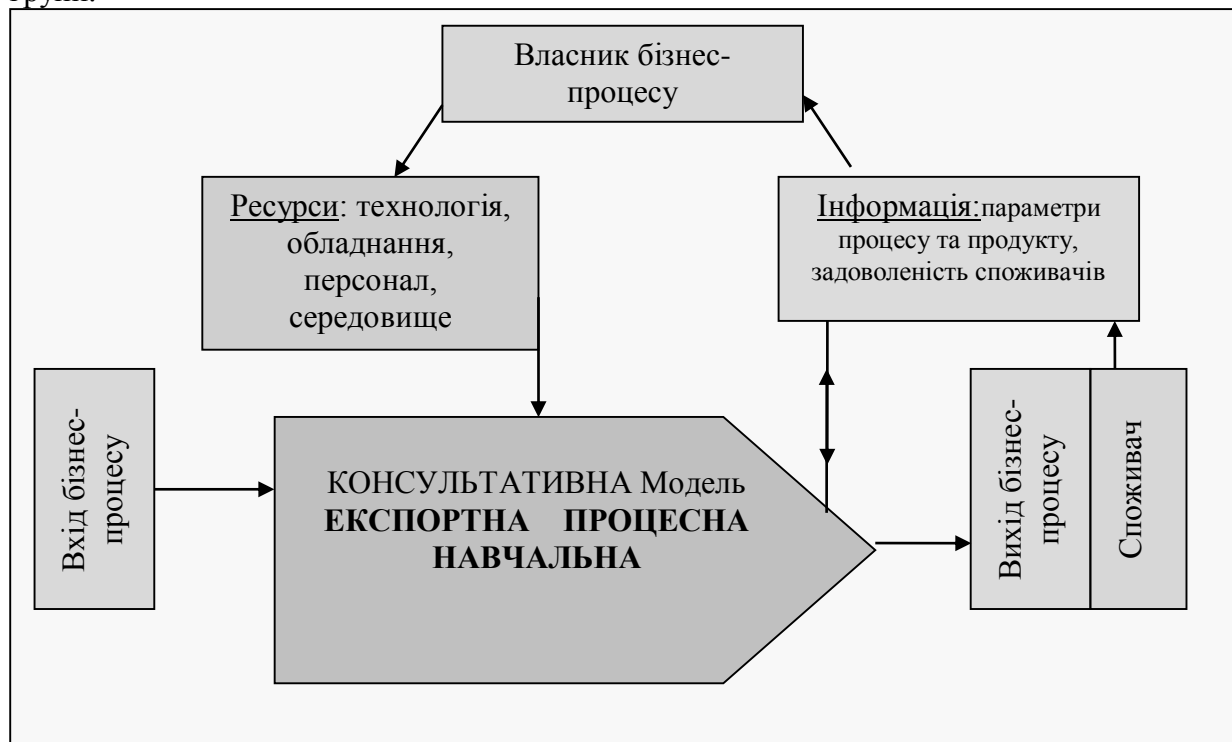 Власник бізнес-
процесу
Ресурси: технологія,
обладнання,
персонал,
середовище
Інформація:параметри
процесу та продукту,
задоволеність споживачів
Вхід бізнес-
процесу
КОНСУЛЬТАТИВНА Модель
ЕКСПОРТНА ПРОЦЕСНА
НАВЧАЛЬНА
Вихід бізнес-
процесу
Споживач